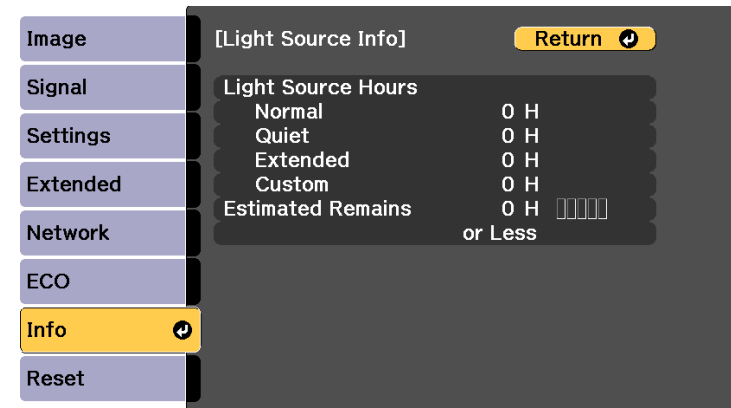 Image
Signal
Settings
Extended
Network
ECO
Info
Reset
[Light Source Info]
Return
Light Source Hours
Normal 0 H
Quiet 0 H
Extended 0 H
Custom 0 H
Estimated Remains 0 H
or Less